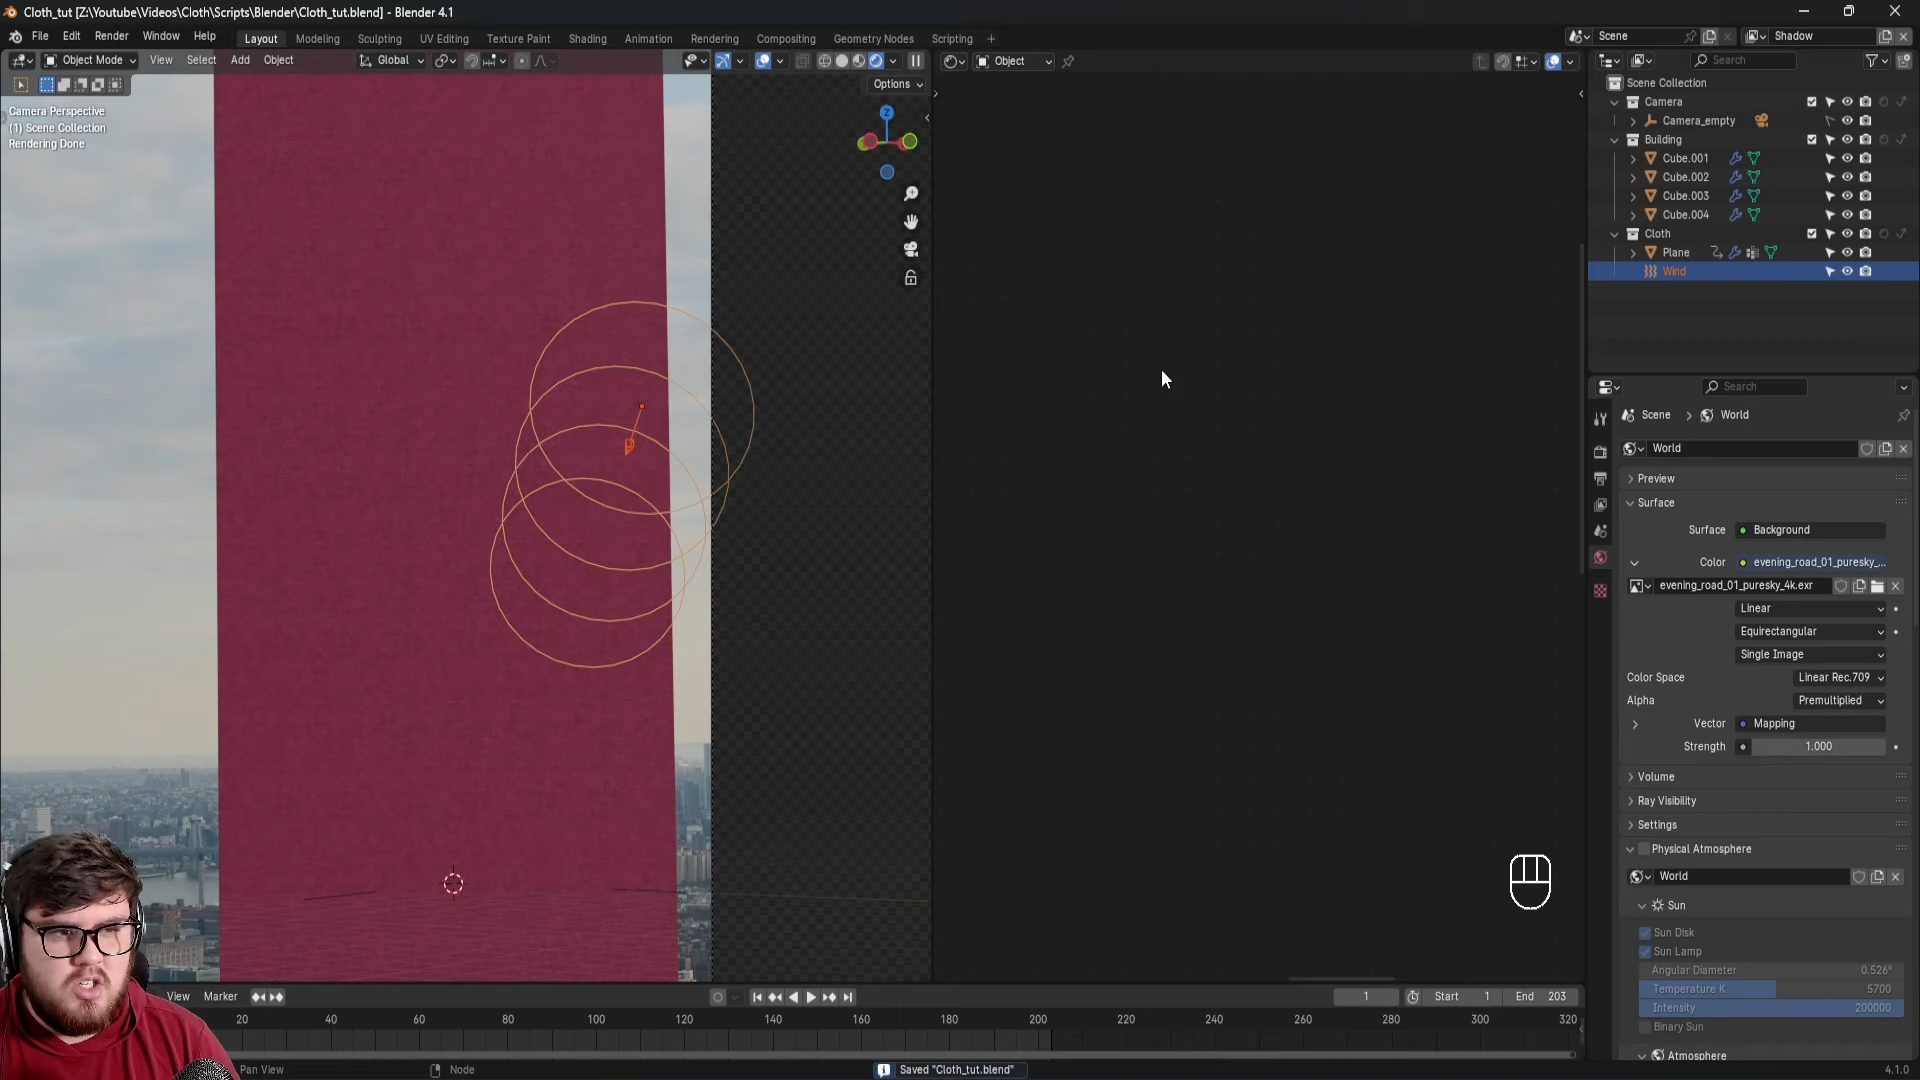 Cloth_tut [Z:\Youtube\Videos\Cloth\Scripts\Blender\Cloth_tut.blend] - Blender 4.1
File Edit Render Window Help Layout Modeling Sculpting UV Editing Texture Paint Shading Animation Rendering Compositing Geometry Nodes Scripting + Scene Shadow
Object Mode View Select Add Object Global Object Search
Options
Camera Perspective
(1) Scene Collection
Rendering Done
Z
Scene Collection
Camera
Camera_empty
Building
Cube.001
Cube.002
Cube.003
Cube.004
Cloth
Plane
Wind
Search
Scene > World
World
Preview
Surface
Surface Background
Color evening_road_01_puresky_...
evening_road_01_puresky_4k.exr
Linear
Equirectangular
Single Image
Color Space Linear Rec.709
Alpha Premultiplied
Vector Mapping
Strength 1.000
Volume
Ray Visibility
Settings
Physical Atmosphere
World
Sun
Sun Disk
Sun Lamp
Angular Diameter 0.526°
Temperature K 5700
Intensity 200000
Binary Sun
Atmosphere
View Marker 1 Start 1 End 203
20 40 60 80 100 120 140 160 180 200 220 240 260 280 300 320
Pan View Node Saved "Cloth_tut.blend" 4.1.0